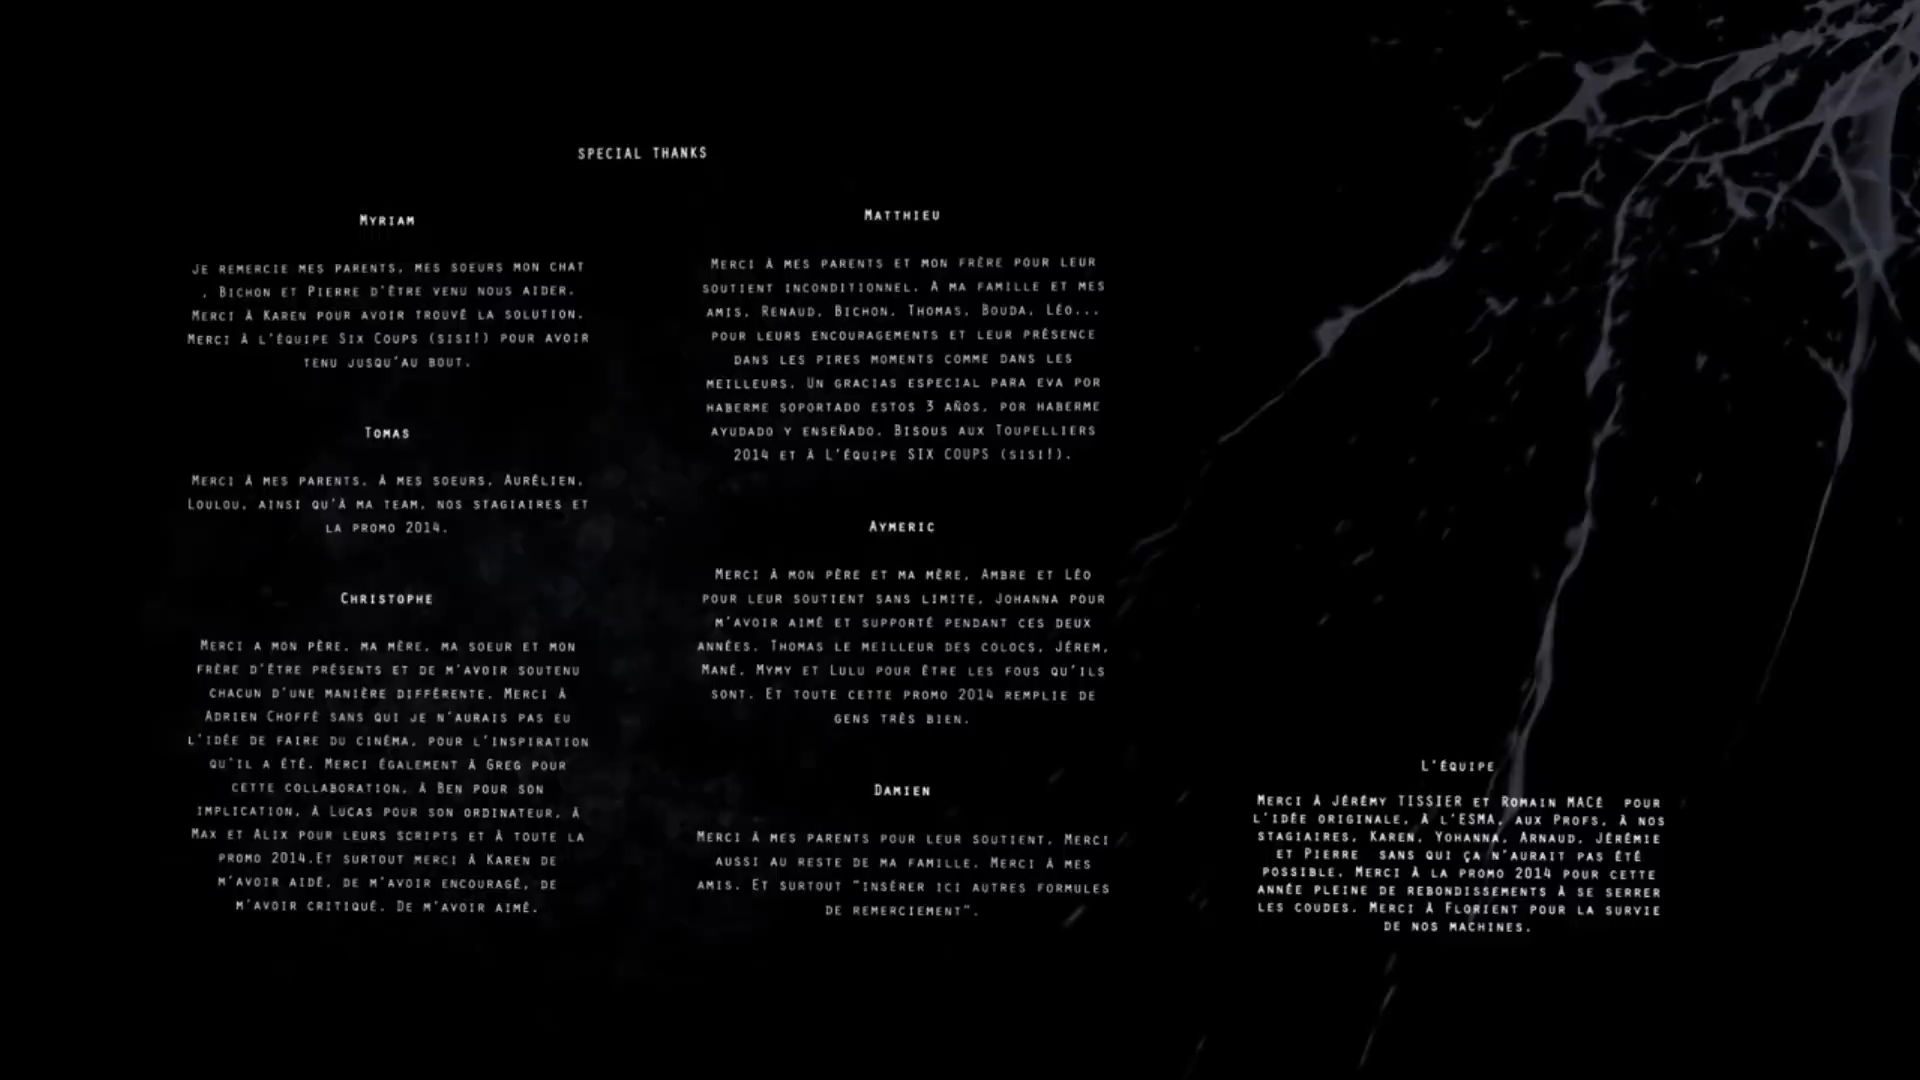 SPECIAL THANKS
MYRIAM
JE REMERCIE MES PARENTS, MES SOEURS MON CHAT
, BICHON ET PIERRE D'ÊTRE VENU NOUS AIDER.
MERCI À KAREN POUR AVOIR TROUVÉ LA SOLUTION.
MERCI À L'ÉQUIPE SIX COUPS (SISI!) POUR AVOIR
TENU JUSQU'AU BOUT.
TOMAS
MERCI À MES PARENTS, À MES SOEURS, AURÉLIEN,
LOULOU, AINSI QU'À MA TEAM, NOS STAGIAIRES ET
LA PROMO 2014.
CHRISTOPHE
MERCI A MON PÈRE, MA MÈRE, MA SOEUR ET MON
FRÈRE D'ÊTRE PRÉSENTS ET DE M'AVOIR SOUTENU
CHACUN D'UNE MANIÈRE DIFFÉRENTE. MERCI À
ADRIEN CHOFFÉ SANS QUI JE N'AURAIS PAS EU
L'IDÉE DE FAIRE DU CINÉMA, POUR L'INSPIRATION
QU'IL A ÉTÉ. MERCI ÉGALEMENT À GREG POUR
CETTE COLLABORATION, À BEN POUR SON
IMPLICATION, À LUCAS POUR SON ORDINATEUR, À
MAX ET ALIX POUR LEURS SCRIPTS ET À TOUTE LA
PROMO 2014.ET SURTOUT MERCI À KAREN DE
M'AVOIR AIDÉ, DE M'AVOIR ENCOURAGÉ, DE
M'AVOIR CRITIQUÉ. DE M'AVOIR AIMÉ.
MATTHIEU
MERCI À MES PARENTS ET MON FRÈRE POUR LEUR
SOUTIENT INCONDITIONNEL. A MA FAMILLE ET MES
AMIS, RENAUD, BICHON, THOMAS, BOUDA, LÉO...
POUR LEURS ENCOURAGEMENTS ET LEUR PRÉSENCE
DANS LES PIRES MOMENTS COMME DANS LES
MEILLEURS. UN GRACIAS ESPECIAL PARA EVA POR
HABERME SOPORTADO ESTOS 3 AÑOS, POR HABERME
AYUDADO Y ENSEÑADO. BISOUS AUX TOUPELLIERS
2014 ET À L'ÉQUIPE SIX COUPS (SISI!).
AYMERIC
MERCI À MON PÈRE ET MA MÈRE, AMBRE ET LÉO
POUR LEUR SOUTIENT SANS LIMITE, JOHANNA POUR
M'AVOIR AIMÉ ET SUPPORTÉ PENDANT CES DEUX
ANNÉES. THOMAS LE MEILLEUR DES COLOCS, JÉREM,
MANÉ, MYMY ET LULU POUR ÊTRE LES FOUS QU'ILS
SONT. ET TOUTE CETTE PROMO 2014 REMPLIE DE
GENS TRÈS BIEN.
DAMIEN
MERCI À MES PARENTS POUR LEUR SOUTIENT, MERCI
AUSSI AU RESTE DE MA FAMILLE. MERCI À MES
AMIS. ET SURTOUT "INSÉRER ICI AUTRES FORMULES
DE REMERCIEMENT".
L'ÉQUIPE
MERCI À JÉRÉMY TISSIER ET ROMAIN MACÉ POUR
L'IDÉE ORIGINALE, À L'ESMA, AUX PROFS, À NOS
STAGIAIRES, KAREN, YOHANNA, ARNAUD, JÉRÉMIE
ET PIERRE SANS QUI ÇA N'AURAIT PAS ÉTÉ
POSSIBLE. MERCI À LA PROMO 2014 POUR CETTE
ANNÉE PLEINE DE REBONDISSEMENTS À SE SERRER
LES COUDES. MERCI À FLORIENT POUR LA SURVIE
DE NOS MACHINES.